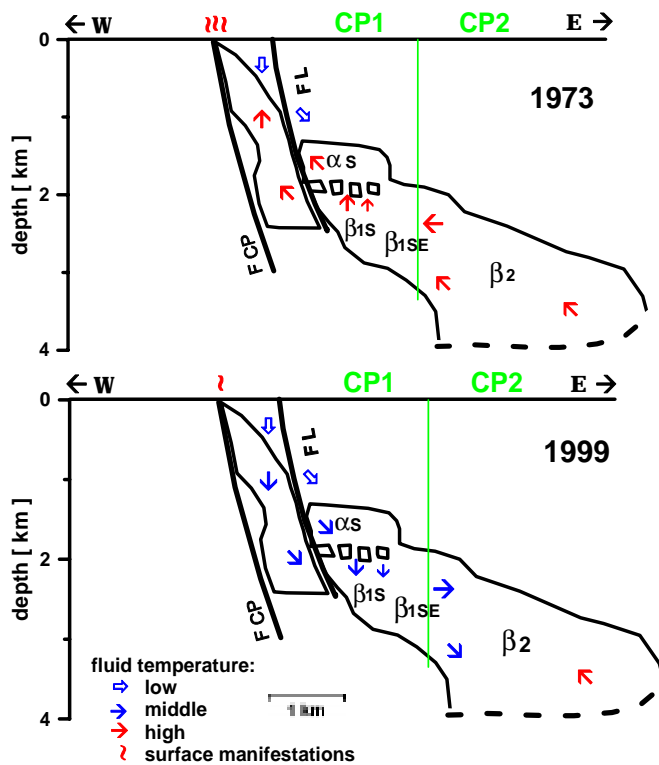 ← W CP1 CP2 E →
0
1973
FL
αS
2
β1S
β1SE
β2
FCP
4
depth [ km ]
← W CP1 CP2 E →
0
1999
FL
αS
2
β1S
β1SE
β2
FCP
4
depth [ km ]
fluid temperature:
low
middle
high
surface manifestations
1 km